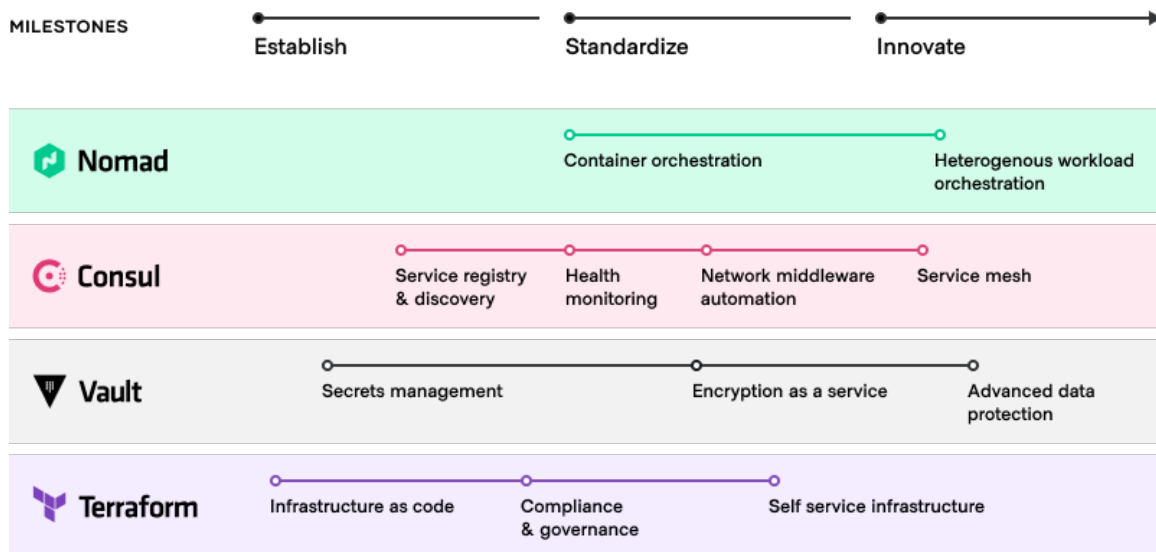 MILESTONES
Establish
Standardize
Innovate
Nomad
Container orchestration
Heterogenous workload
orchestration
Consul
Service registry
& discovery
Health
monitoring
Network middleware
automation
Service mesh
Vault
Secrets management
Encryption as a service
Advanced data
protection
Terraform
Infrastructure as code
Compliance
& governance
Self service infrastructure